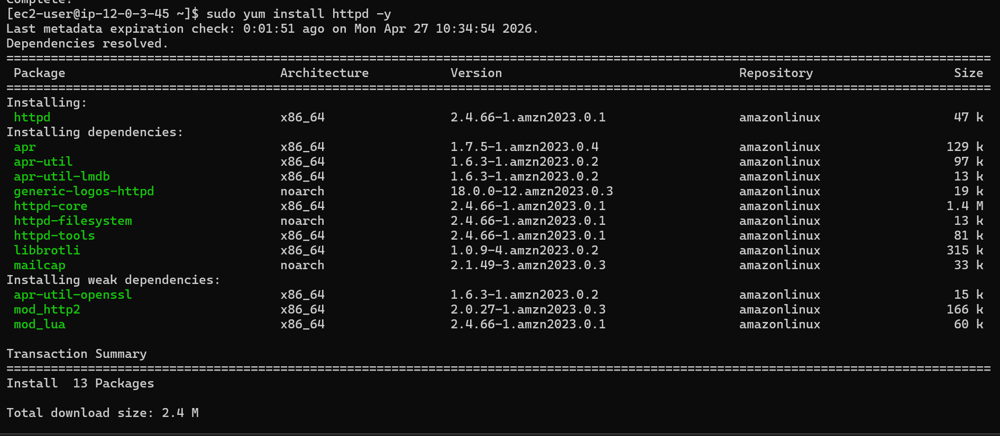 Complete!
[ec2-user@ip-12-0-3-45 ~]$ sudo yum install httpd -y
Last metadata expiration check: 0:01:51 ago on Mon Apr 27 10:34:54 2026.
Dependencies resolved.
=====================================================================================================================================
Package Architecture Version Repository Size
=====================================================================================================================================
Installing:
httpd x86_64 2.4.66-1.amzn2023.0.1 amazonlinux 47 k
Installing dependencies:
apr x86_64 1.7.5-1.amzn2023.0.4 amazonlinux 129 k
apr-util x86_64 1.6.3-1.amzn2023.0.2 amazonlinux 97 k
apr-util-lmdb x86_64 1.6.3-1.amzn2023.0.2 amazonlinux 13 k
generic-logos-httpd noarch 18.0.0-12.amzn2023.0.3 amazonlinux 19 k
httpd-core x86_64 2.4.66-1.amzn2023.0.1 amazonlinux 1.4 M
httpd-filesystem noarch 2.4.66-1.amzn2023.0.1 amazonlinux 13 k
httpd-tools x86_64 2.4.66-1.amzn2023.0.1 amazonlinux 81 k
libbrotli x86_64 1.0.9-4.amzn2023.0.2 amazonlinux 315 k
mailcap noarch 2.1.49-3.amzn2023.0.3 amazonlinux 33 k
Installing weak dependencies:
apr-util-openssl x86_64 1.6.3-1.amzn2023.0.2 amazonlinux 15 k
mod_http2 x86_64 2.0.27-1.amzn2023.0.3 amazonlinux 166 k
mod_lua x86_64 2.4.66-1.amzn2023.0.1 amazonlinux 60 k
Transaction Summary
=====================================================================================================================================
Install 13 Packages
Total download size: 2.4 M